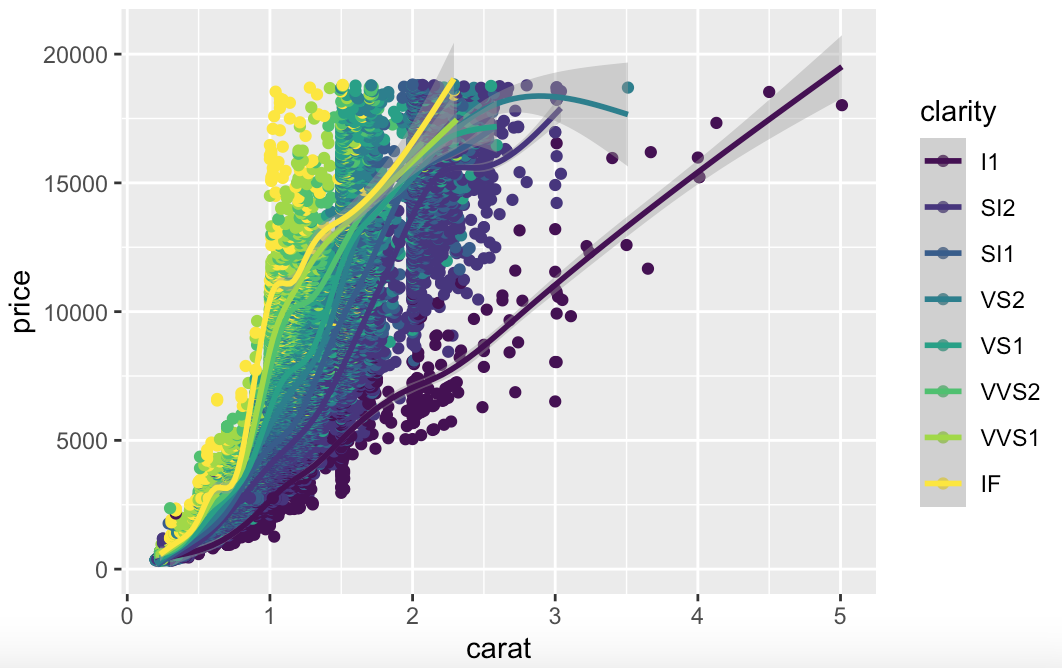 20000
15000
10000
5000
0
price
0 1 2 3 4 5
carat
clarity
I1
SI2
SI1
VS2
VS1
VVS2
VVS1
IF